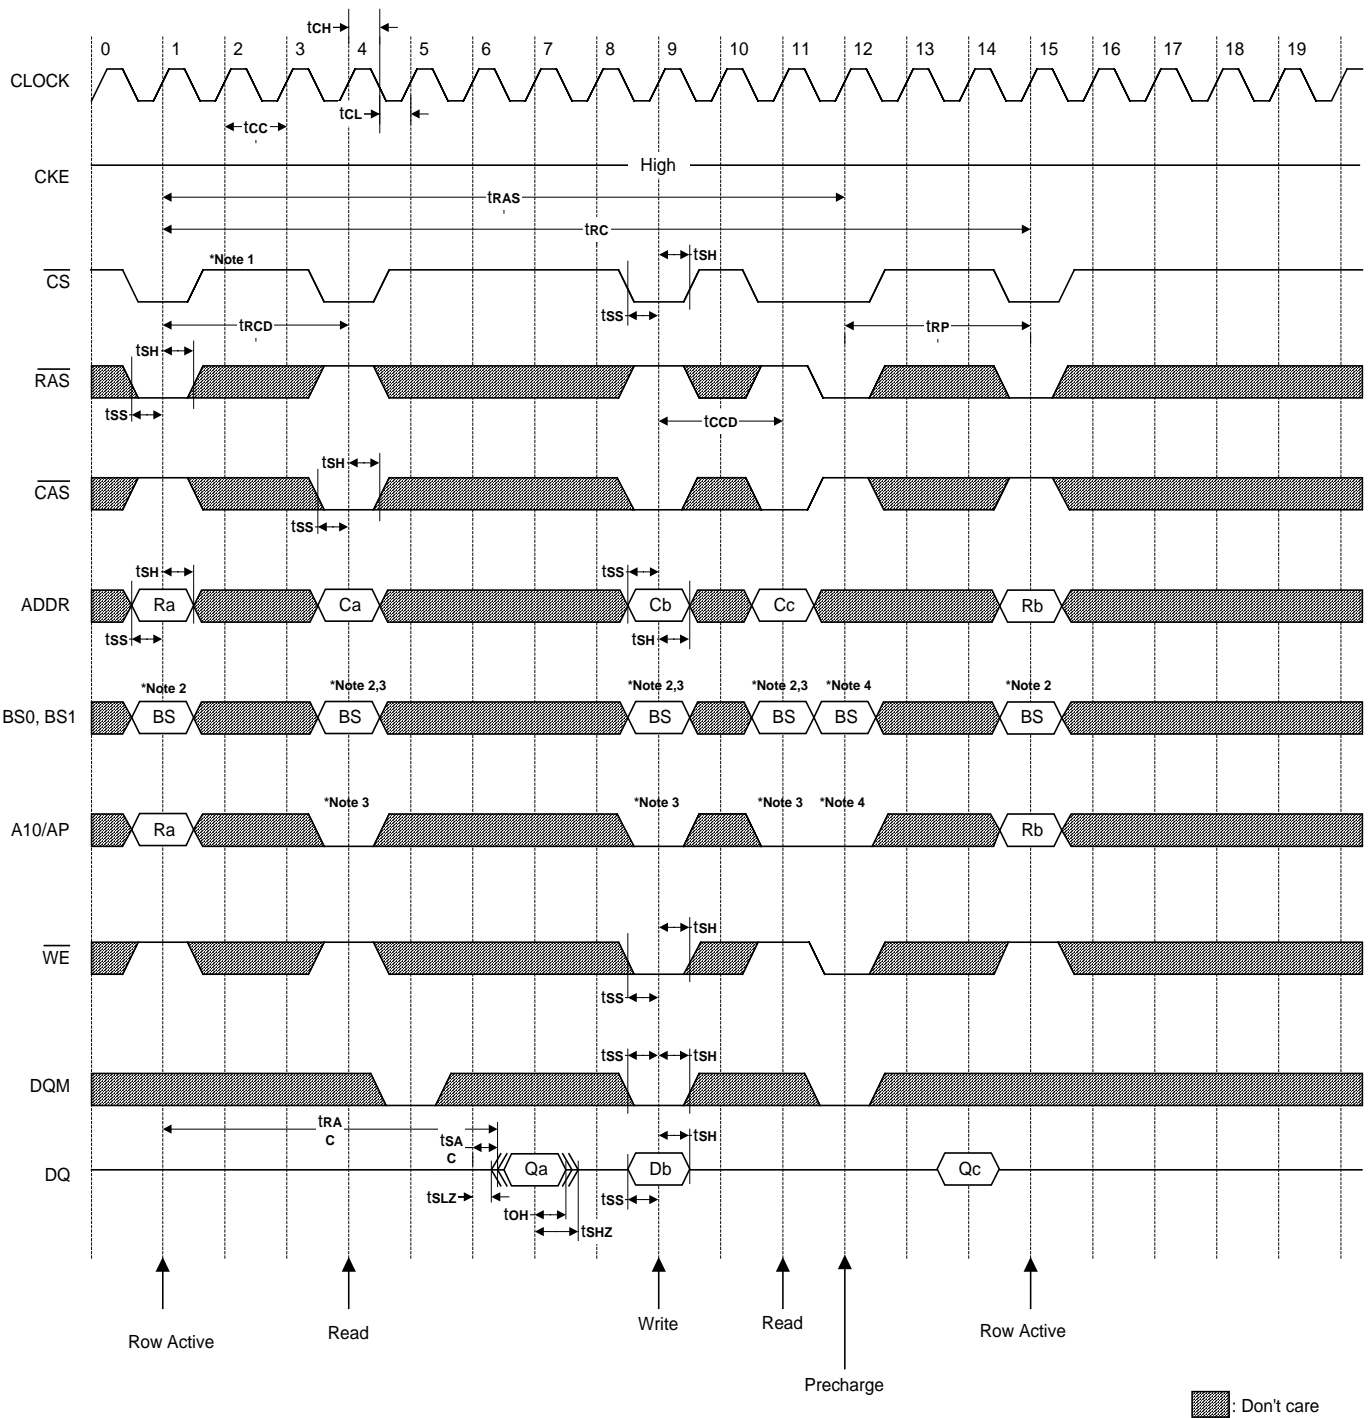 tCH
0 1 2 3 4 5 6 7 8 9 10 11 12 13 14 15 16 17 18 19
CLOCK
tCC
tCL
CKE
High
tRAS
tRC
*Note 1
tSH
CS
tSS
tRCD
tRP
tSH
RAS
tSS
tCCD
tSH
CAS
tSS
tSH
tSS
ADDR
Ra Ca Cb Cc Rb
tSS
tSH
*Note 2 *Note 2,3 *Note 2,3 *Note 2,3 *Note 4 *Note 2
BS0, BS1
BS BS BS BS BS BS
*Note 3 *Note 3 *Note 3 *Note 4
A10/AP
Ra Rb
tSH
WE
tSS
tSS tSH
DQM
tRA
C
tSA
C
tSH
DQ
Qa Db Qc
tSLZ
tSS
tOH
tSHZ
Row Active
Read
Write
Read
Row Active
Precharge
: Don't care